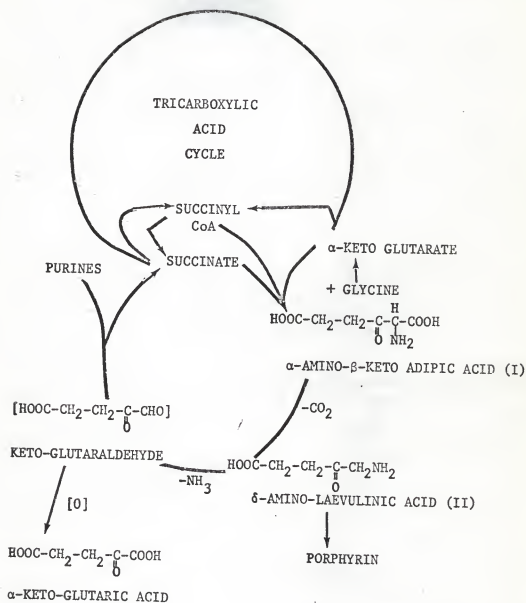 TRICARBOXYLIC
ACID
CYCLE
SUCCINYL
CoA
α-KETO GLUTARATE
PURINES
SUCCINATE
+ GLYCINE
H
HOOC-CH2-CH2-C-C-COOH
O NH2
α-AMINO-β-KETO ADIPIC ACID (I)
-CO2
[HOOC-CH2-CH2-C-CHO]
O
KETO-GLUTARALDEHYDE
-NH3
HOOC-CH2-CH2-C-CH2-NH2
O
δ-AMINO-LAEVULINIC ACID (II)
[O]
PORPHYRIN
HOOC-CH2-CH2-C-COOH
O
α-KETO-GLUTARIC ACID